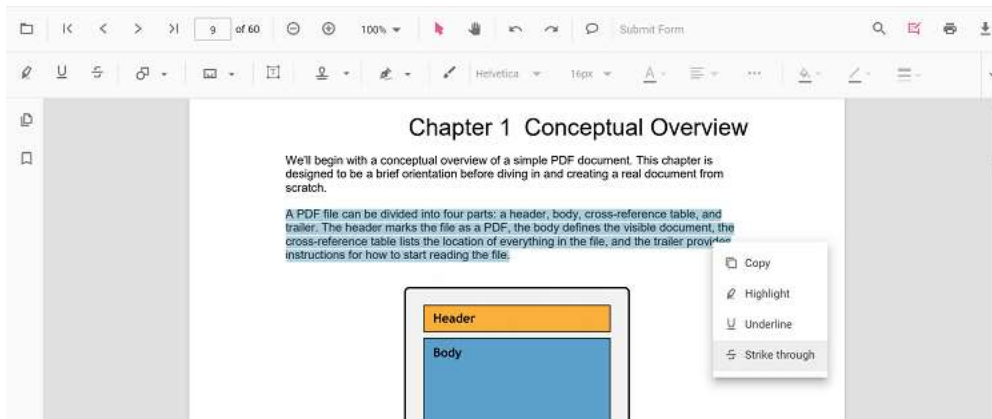 9 of 60 100% Submit Form
Helvetica 16px A
Chapter 1 Conceptual Overview
We'll begin with a conceptual overview of a simple PDF document. This chapter is
designed to be a brief orientation before diving in and creating a real document from
scratch.
A PDF file can be divided into four parts: a header, body, cross-reference table, and
trailer. The header marks the file as a PDF, the body defines the visible document, the
cross-reference table lists the location of everything in the file, and the trailer provides
instructions for how to start reading the file.
Copy
Highlight
Underline
Strike through
Header
Body